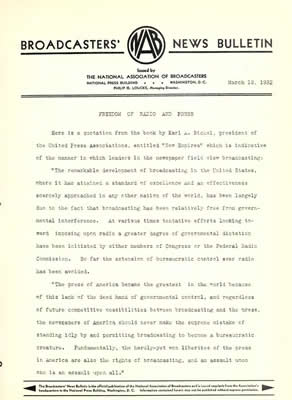 BROADCASTERS' NAB NEWS BULLETIN
Issued by
THE NATIONAL ASSOCIATION OF BROADCASTERS
NATIONAL PRESS BUILDING * * * WASHINGTON, D.C.
PHILIP G. LOUCKS, Managing Director
March 12, 1932
FREEDOM OF RADIO AND PRESS
Here is a quotation from the book by Karl A. Bickel, president of
the United Press Associations, entitled "New Empires" which is indicative
of the manner in which leaders in the newspaper field view broadcasting:
"The remarkable development of broadcasting in the United States,
where it has attained a standard of excellence and an effectiveness
scarcely approached in any other nation of the world, has been largely
due to the fact that broadcasting has been relatively free from govern-
mental interference. At various times tentative efforts looking to-
ward imposing upon radio a greater degree of governmental dictation
have been initiated by either members of Congress or the Federal Radio
Commission. So far the extension of bureaucratic control over radio
has been avoided.
"The press of America became the greatest in the world because
of this lack of the dead hand of governmental control, and regardless
of future competitive possibilities between broadcasting and the press,
the newspapers of America should never make the supreme mistake of
standing idly by and permitting broadcasting to become a bureaucratic
creature. Fundamentally, the hardly-yet won liberties of the press
in America are also the rights of broadcasting, and an assault upon
one is an assault upon all."
The Broadcasters' News Bulletin is the official publication of the National Association of Broadcasters and is issued regularly from the Association's
headquarters in the National Press Building, Washington, D. C. Information contained herein may not be published without express permission.